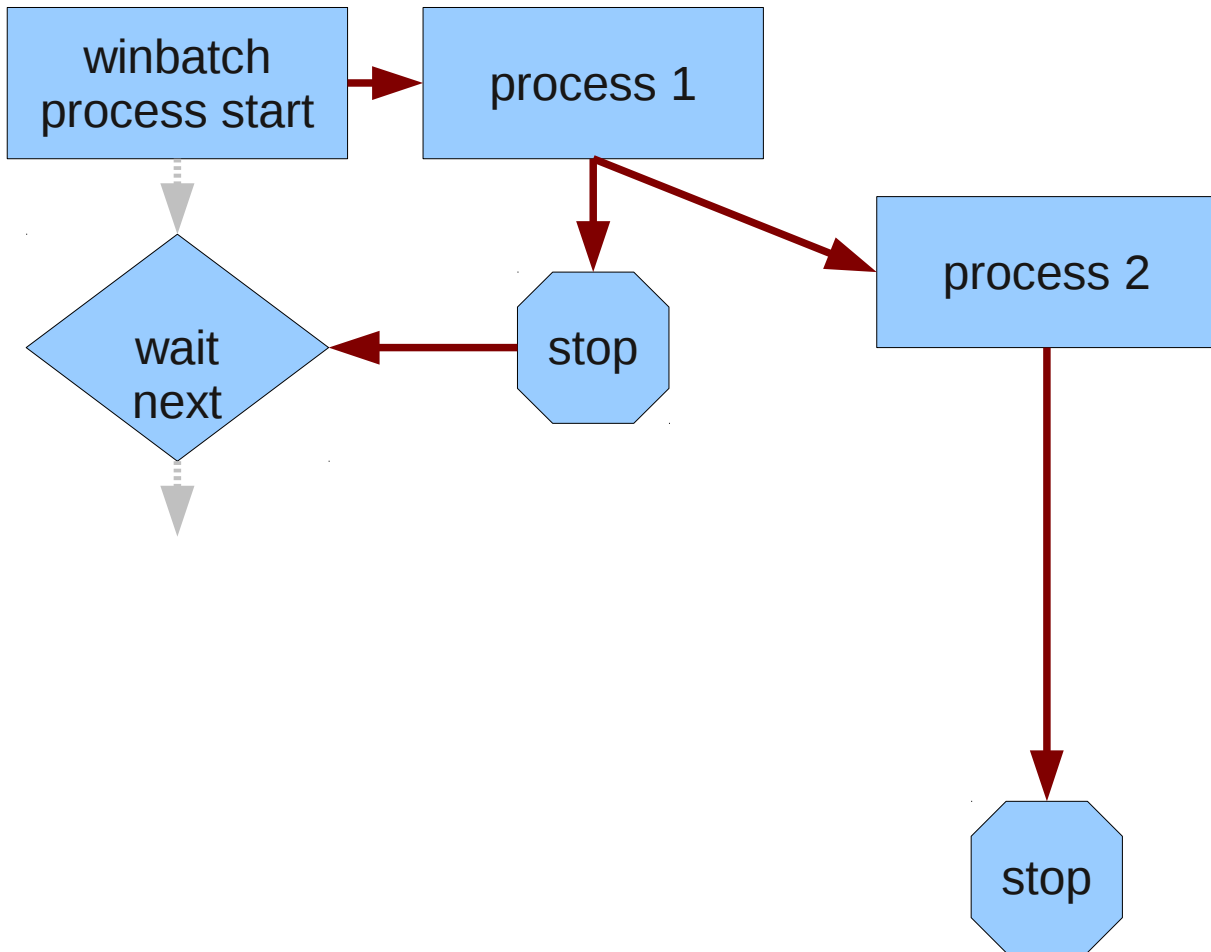 winbatch
process start
process 1
process 2
wait
next
stop
stop